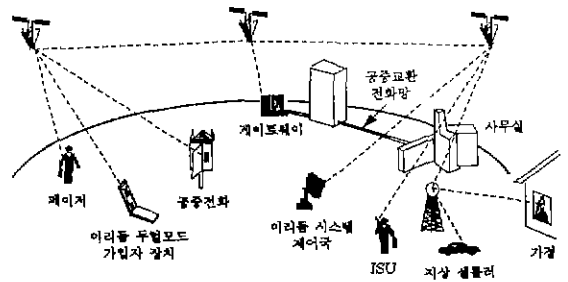 공중교환
전화망
게이트웨이
사무실
페이저
공중전화
이리듐 듀얼모드
가입자 장치
이리듐 시스템
제어국
ISU
지상 셀룰러
가정